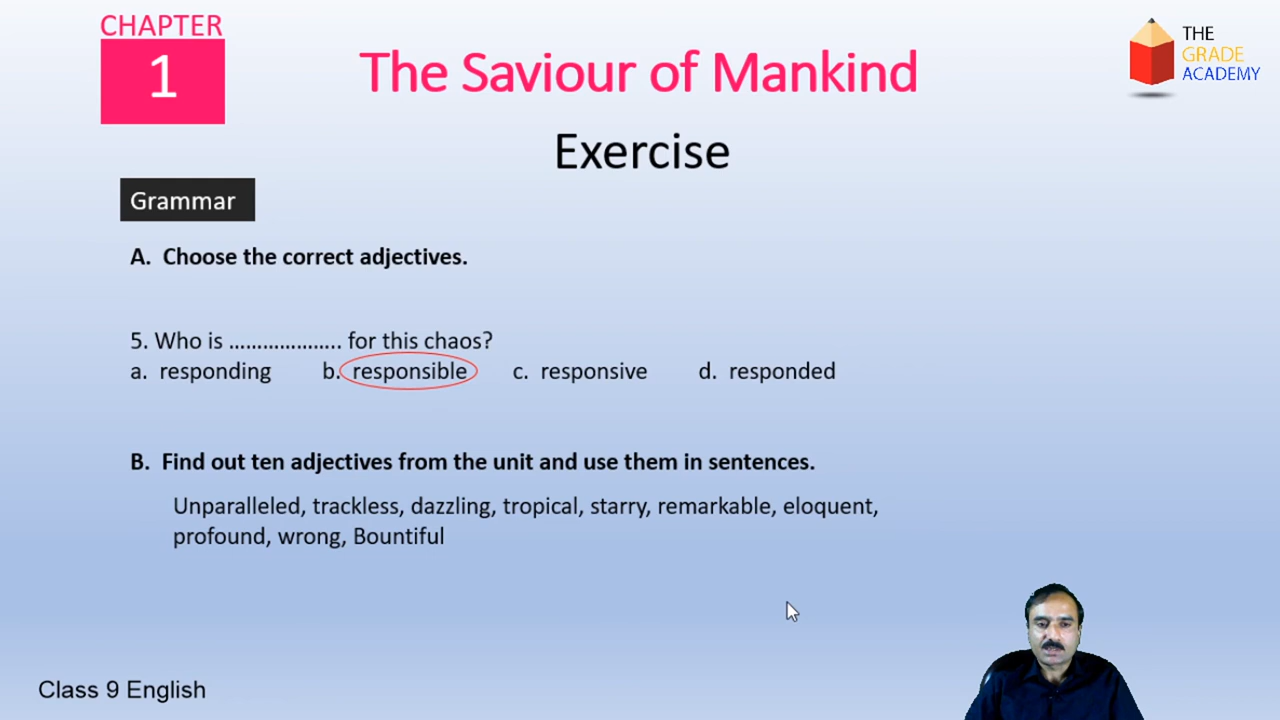 CHAPTER
1
The Saviour of Mankind
THE
GRADE
ACADEMY
Exercise
Grammar
A. Choose the correct adjectives.
5. Who is ……………….. for this chaos?
a. responding b. responsible c. responsive d. responded
B. Find out ten adjectives from the unit and use them in sentences.
Unparalleled, trackless, dazzling, tropical, starry, remarkable, eloquent,
profound, wrong, Bountiful
Class 9 English